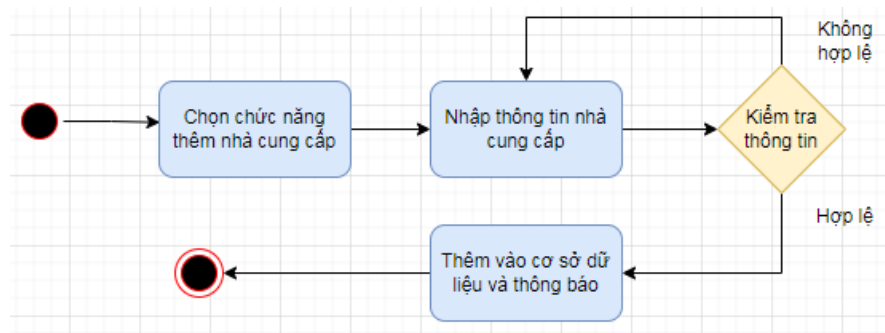 Không
hợp lệ
Chọn chức năng
thêm nhà cung cấp
Nhập thông tin nhà
cung cấp
Kiểm tra
thông tin
Hợp lệ
Thêm vào cơ sở dữ
liệu và thông báo